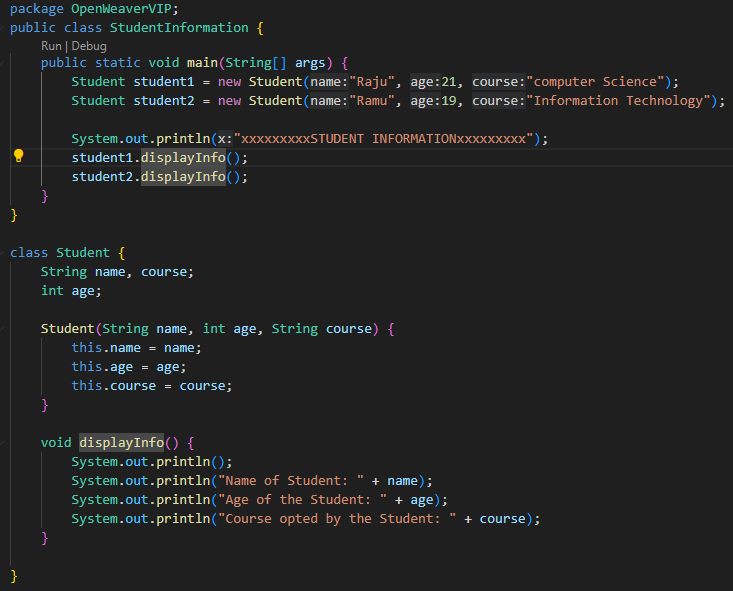 package OpenWeaverVIP;
public class StudentInformation {
Run | Debug
public static void main(String[] args) {
Student student1 = new Student(name:"Raju", age:21, course:"computer Science");
Student student2 = new Student(name:"Ramu", age:19, course:"Information Technology");
System.out.println(x:"xxxxxxxxxSTUDENT INFORMATIONxxxxxxxxx");
student1.displayInfo();
student2.displayInfo();
}
}
class Student {
String name, course;
int age;
Student(String name, int age, String course) {
this.name = name;
this.age = age;
this.course = course;
}
void displayInfo() {
System.out.println();
System.out.println("Name of Student: " + name);
System.out.println("Age of the Student: " + age);
System.out.println("Course opted by the Student: " + course);
}
}